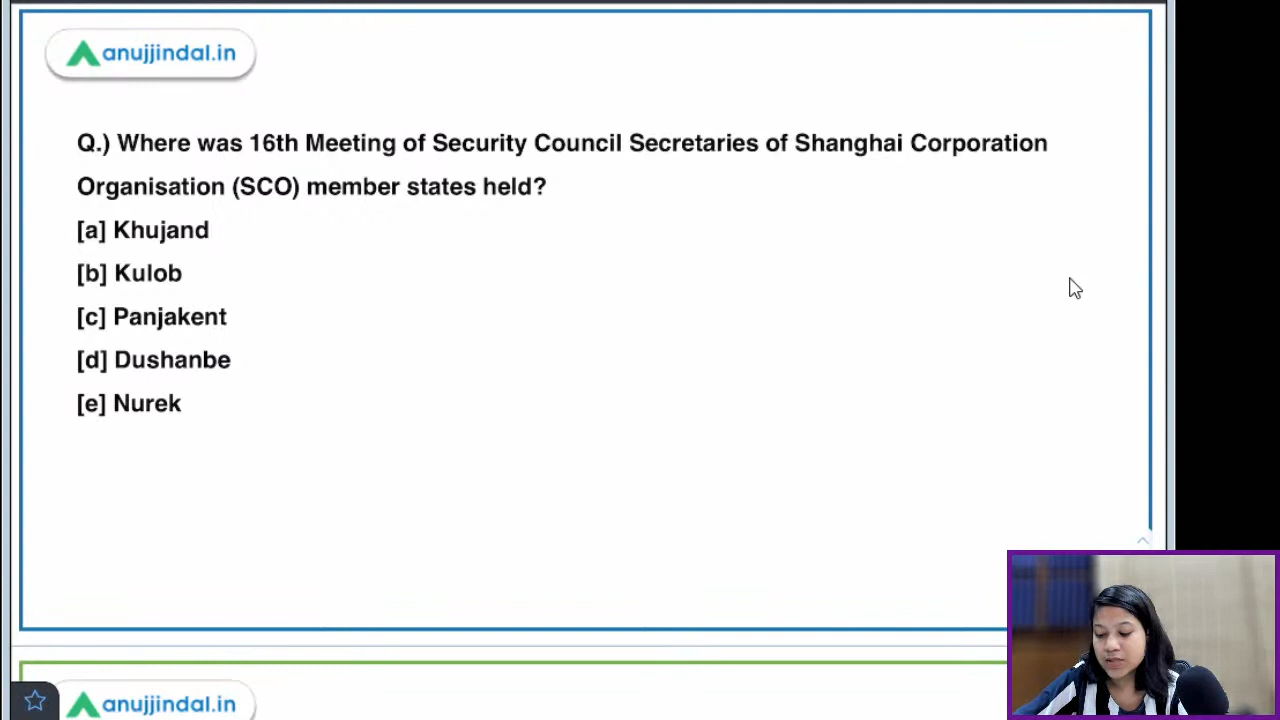 anujjindal.in
Q.) Where was 16th Meeting of Security Council Secretaries of Shanghai Corporation
Organisation (SCO) member states held?
[a] Khujand
[b] Kulob
[c] Panjakent
[d] Dushanbe
[e] Nurek
anujjindal.in